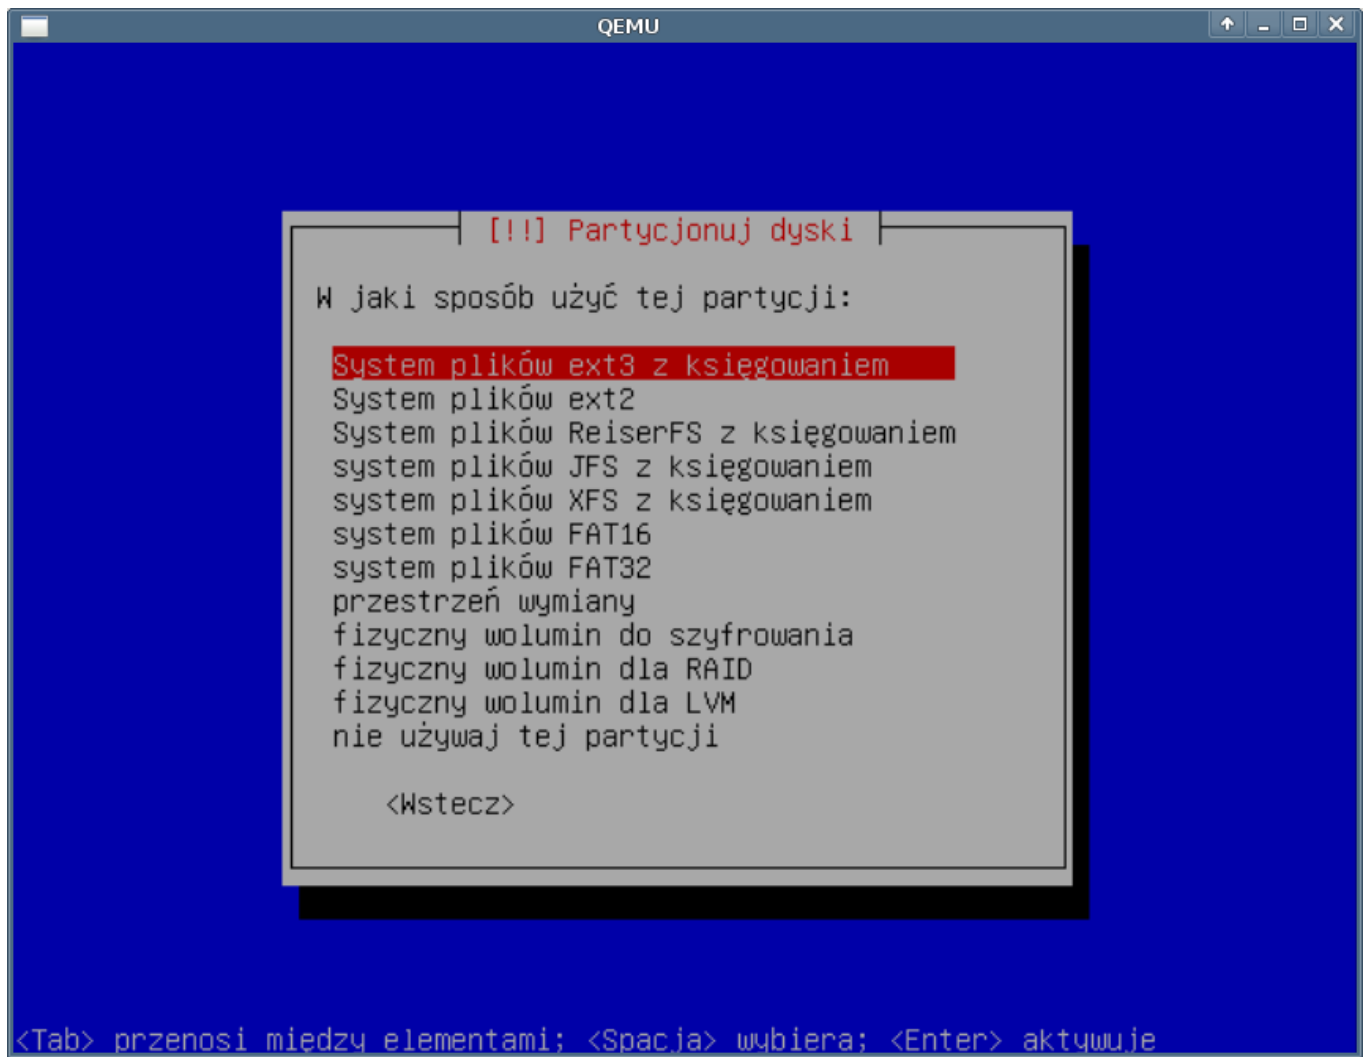 QEMU
[!!] Partycjonuj dyski
W jaki sposób użyć tej partycji:
System plików ext3 z księgowaniem
System plików ext2
System plików ReiserFS z księgowaniem
system plików JFS z księgowaniem
system plików XFS z księgowaniem
system plików FAT16
system plików FAT32
przestrzeń wymiany
fizyczny wolumin do szyfrowania
fizyczny wolumin dla RAID
fizyczny wolumin dla LVM
nie używaj tej partycji
<Wstecz>
<Tab> przenosi między elementami; <Spacja> wybiera; <Enter> aktywuje